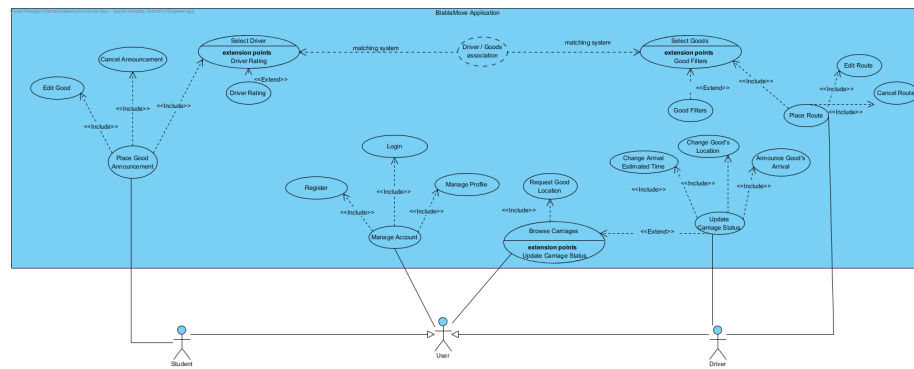 BlablaMove Application
Select Driver
extension points
Driver Rating
matching system
Driver / Goods
association
matching system
Select Goods
extension points
Good Filters
Cancel Announcement
Edit Route
Edit Good
<<Extend>>
Driver Rating
<<Extend>>
<<Include>>
Cancel Route
<<Include>>
<<Include>>
<<Include>>
Good Filters
<<Include>>
<<Include>>
Place Route
Place Good
Announcement
Login
Change Good's
Location
Change Arrival
Estimated Time
Announce Good's
Arrival
Register
Manage Profile
Request Good
Location
<<Include>>
<<Include>>
<<Include>>
<<Include>>
<<Include>>
<<Include>>
<<Include>>
Manage Account
Browse Carriages
extension points
Update Carriage Status
<<Extend>>
Update
Carriage Status
Student
User
Driver